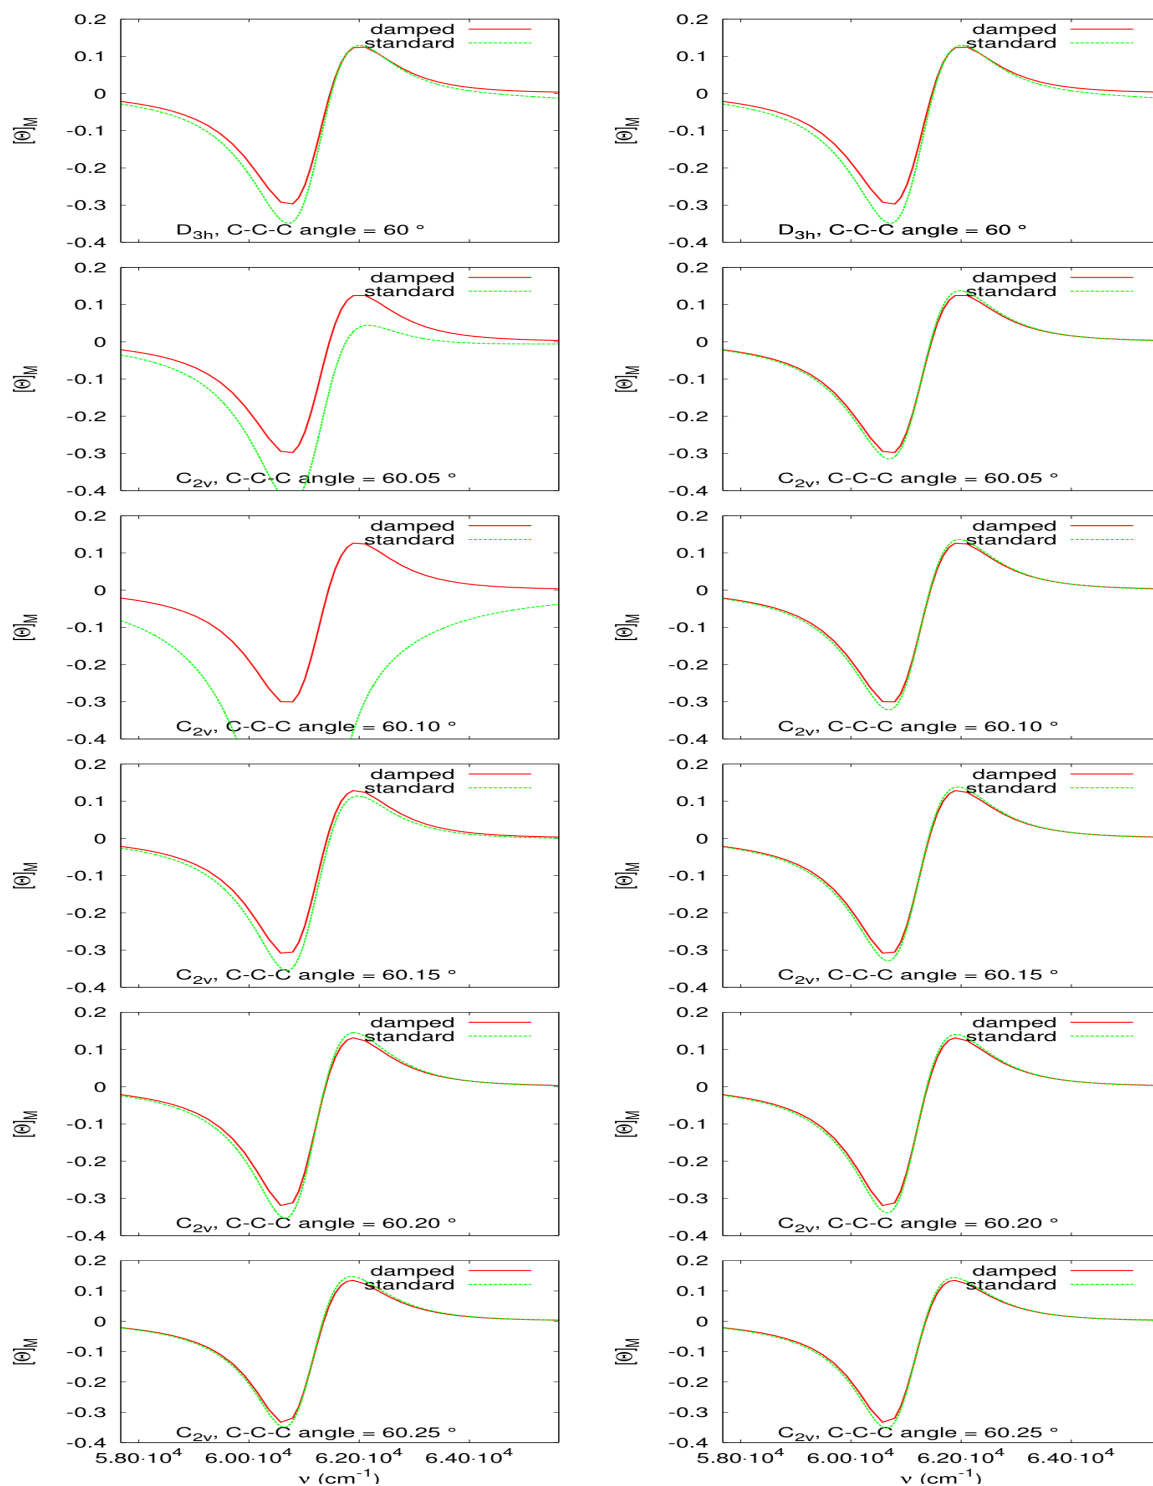 0.2
0.1
0
-0.1
-0.2
-0.3
-0.4
[Θ]M
damped
standard
D3h, C-C-C angle = 60 °
0.2
0.1
0
-0.1
-0.2
-0.3
-0.4
[Θ]M
damped
standard
D3h, C-C-C angle = 60 °
0.2
0.1
0
-0.1
-0.2
-0.3
-0.4
[Θ]M
damped
standard
C2v, C-C-C angle = 60.05 °
0.2
0.1
0
-0.1
-0.2
-0.3
-0.4
[Θ]M
damped
standard
C2v, C-C-C angle = 60.05 °
0.2
0.1
0
-0.1
-0.2
-0.3
-0.4
[Θ]M
damped
standard
C2v, C-C-C angle = 60.10 °
0.2
0.1
0
-0.1
-0.2
-0.3
-0.4
[Θ]M
damped
standard
C2v, C-C-C angle = 60.10 °
0.2
0.1
0
-0.1
-0.2
-0.3
-0.4
[Θ]M
damped
standard
C2v, C-C-C angle = 60.15 °
0.2
0.1
0
-0.1
-0.2
-0.3
-0.4
[Θ]M
damped
standard
C2v, C-C-C angle = 60.15 °
0.2
0.1
0
-0.1
-0.2
-0.3
-0.4
[Θ]M
damped
standard
C2v, C-C-C angle = 60.20 °
0.2
0.1
0
-0.1
-0.2
-0.3
-0.4
[Θ]M
damped
standard
C2v, C-C-C angle = 60.20 °
0.2
0.1
0
-0.1
-0.2
-0.3
-0.4
[Θ]M
damped
standard
C2v, C-C-C angle = 60.25 °
5.80·10⁴ 6.00·10⁴ 6.20·10⁴ 6.40·10⁴
ν (cm⁻¹)
0.2
0.1
0
-0.1
-0.2
-0.3
-0.4
[Θ]M
damped
standard
C2v, C-C-C angle = 60.25 °
5.80·10⁴ 6.00·10⁴ 6.20·10⁴ 6.40·10⁴
ν (cm⁻¹)